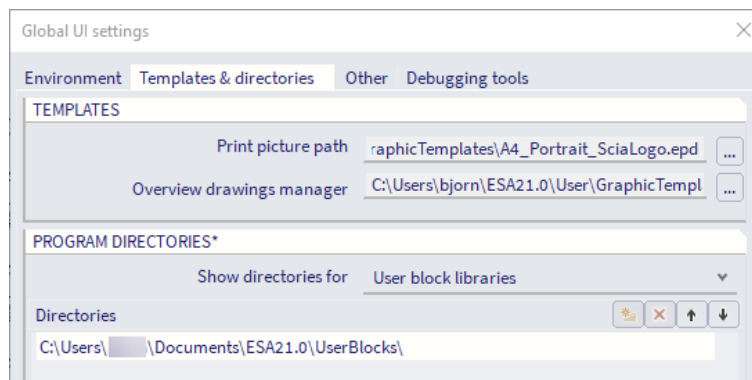 Global UI settings
Environment Templates & directories Other Debugging tools
TEMPLATES
Print picture path raphicTemplates\A4_Portrait_SciaLogo.epd ...
Overview drawings manager C:\Users\bjorn\ESA21.0\User\GraphicTempl ...
PROGRAM DIRECTORIES*
Show directories for User block libraries
Directories
C:\Users\ \Documents\ESA21.0\UserBlocks\